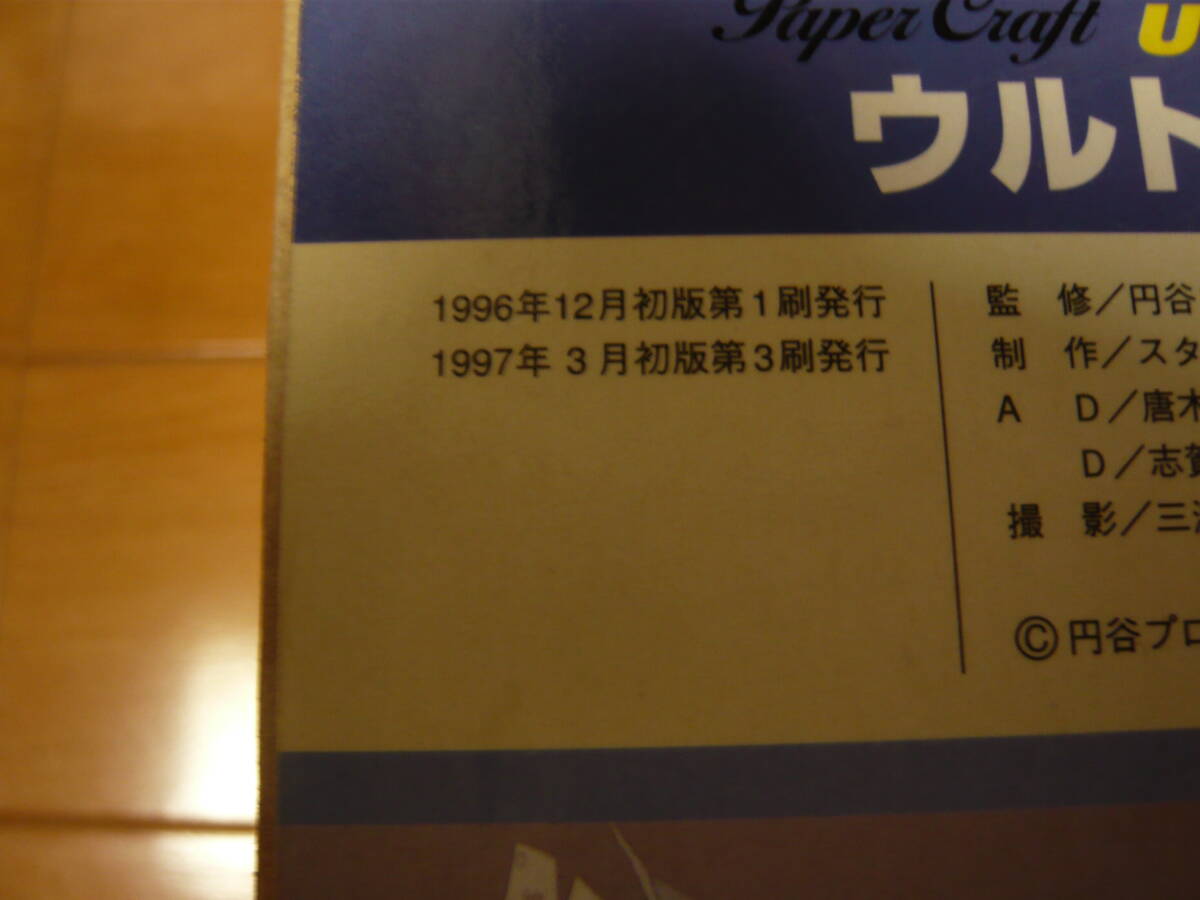 Paper Craft U
ウルト
1996年12月初版第1刷発行
1997年 3月初版第3刷発行
監 修／円谷
制 作／スタ
A D／唐木
D／志賀
撮 影／三
©円谷プロ